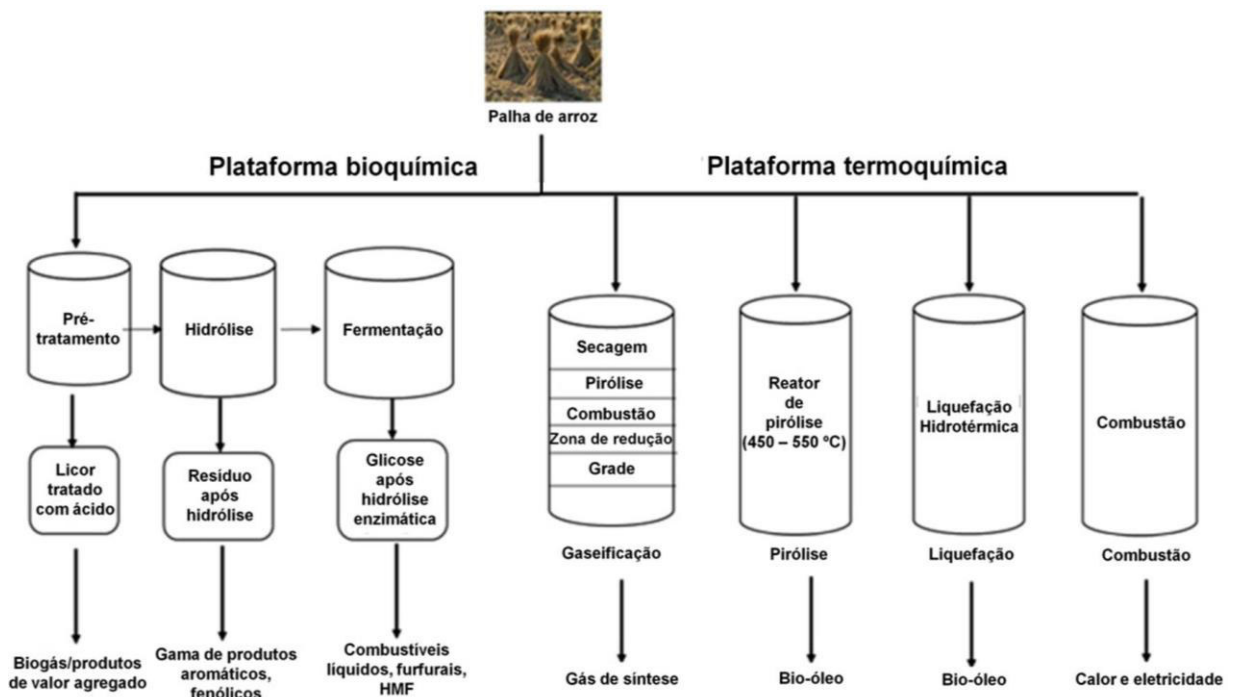 Palha de arroz
Plataforma bioquímica
Plataforma termoquímica
Pré-
tratamento
Hidrólise
Fermentação
Licor
tratado
com ácido
Resíduo
após
hidrólise
Glicose
após
hidrólise
enzimática
Biogás/produtos
de valor agregado
Gama de produtos
aromáticos,
fenólicos
Combustíveis
líquidos, furfurais,
HMF
Secagem
Pirólise
Combustão
Zona de redução
Grade
Gaseificação
Gás de síntese
Reator
de
pirólise
(450 – 550 ºC)
Pirólise
Bio-óleo
Liquefação
Hidrotérmica
Liquefação
Bio-óleo
Combustão
Combustão
Calor e eletricidade